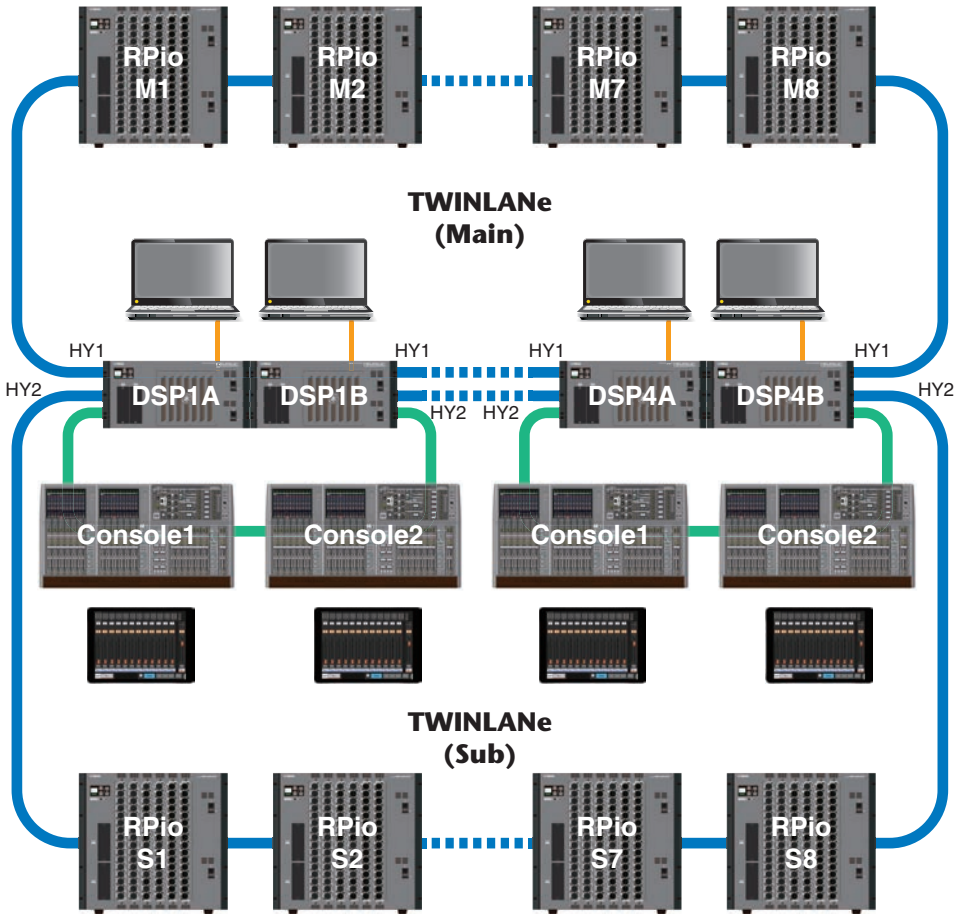 RPio
M1
RPio
M2
RPio
M7
RPio
M8
TWINLANe
(Main)
HY1
HY1
HY1
HY1
HY2
DSP1A
DSP1B
HY2
HY2
DSP4A
DSP4B
HY2
Console1
Console2
Console1
Console2
TWINLANe
(Sub)
RPio
S1
RPio
S2
RPio
S7
RPio
S8